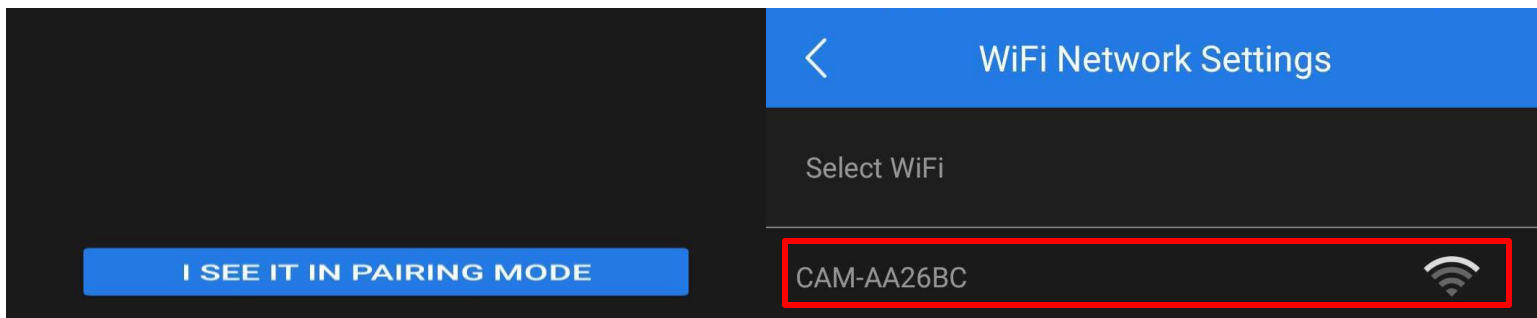 I SEE IT IN PAIRING MODE
WiFi Network Settings
Select WiFi
CAM-AA26BC